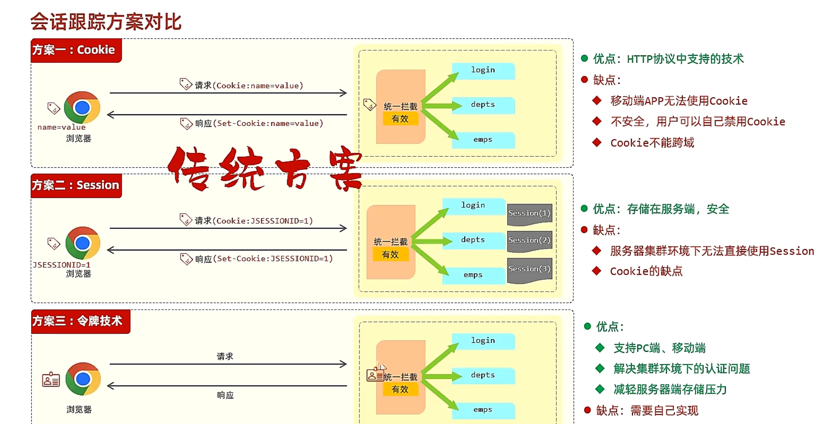 会话跟踪方案对比
方案一：Cookie
请求(Cookie:name=value)
响应(Set-Cookie:name=value)
name=value
浏览器
统一拦截
有效
login
depts
emps
优点：HTTP协议中支持的技术
缺点：
移动端APP无法使用Cookie
不安全，用户可以自己禁用Cookie
Cookie不能跨域
传统方案
方案二：Session
请求(Cookie:JSESSIONID=1)
响应(Set-Cookie:JSESSIONID=1)
JSESSIONID=1
浏览器
统一拦截
有效
login
depts
emps
Session(1)
Session(2)
Session(3)
优点：存储在服务端，安全
缺点：
服务器集群环境下无法直接使用Session
Cookie的缺点
方案三：令牌技术
请求
响应
浏览器
统一拦截
有效
login
depts
emps
优点：
支持PC端、移动端
解决集群环境下的认证问题
减轻服务器端存储压力
缺点：需要自己实现